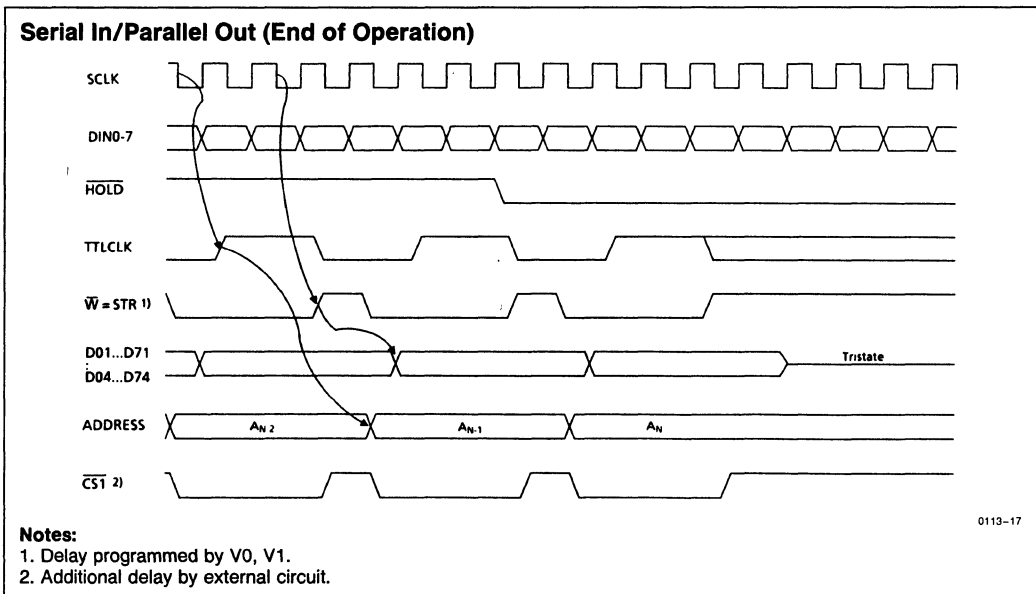 Serial In/Parallel Out (End of Operation)
SCLK
DIN0-7
HOLD
TTLCLK
W = STR 1)
D01...D71
:
D04...D74
Tristate
ADDRESS
AN 2
AN-1
AN
CS1 2)
0113–17
Notes:
1. Delay programmed by V0, V1.
2. Additional delay by external circuit.